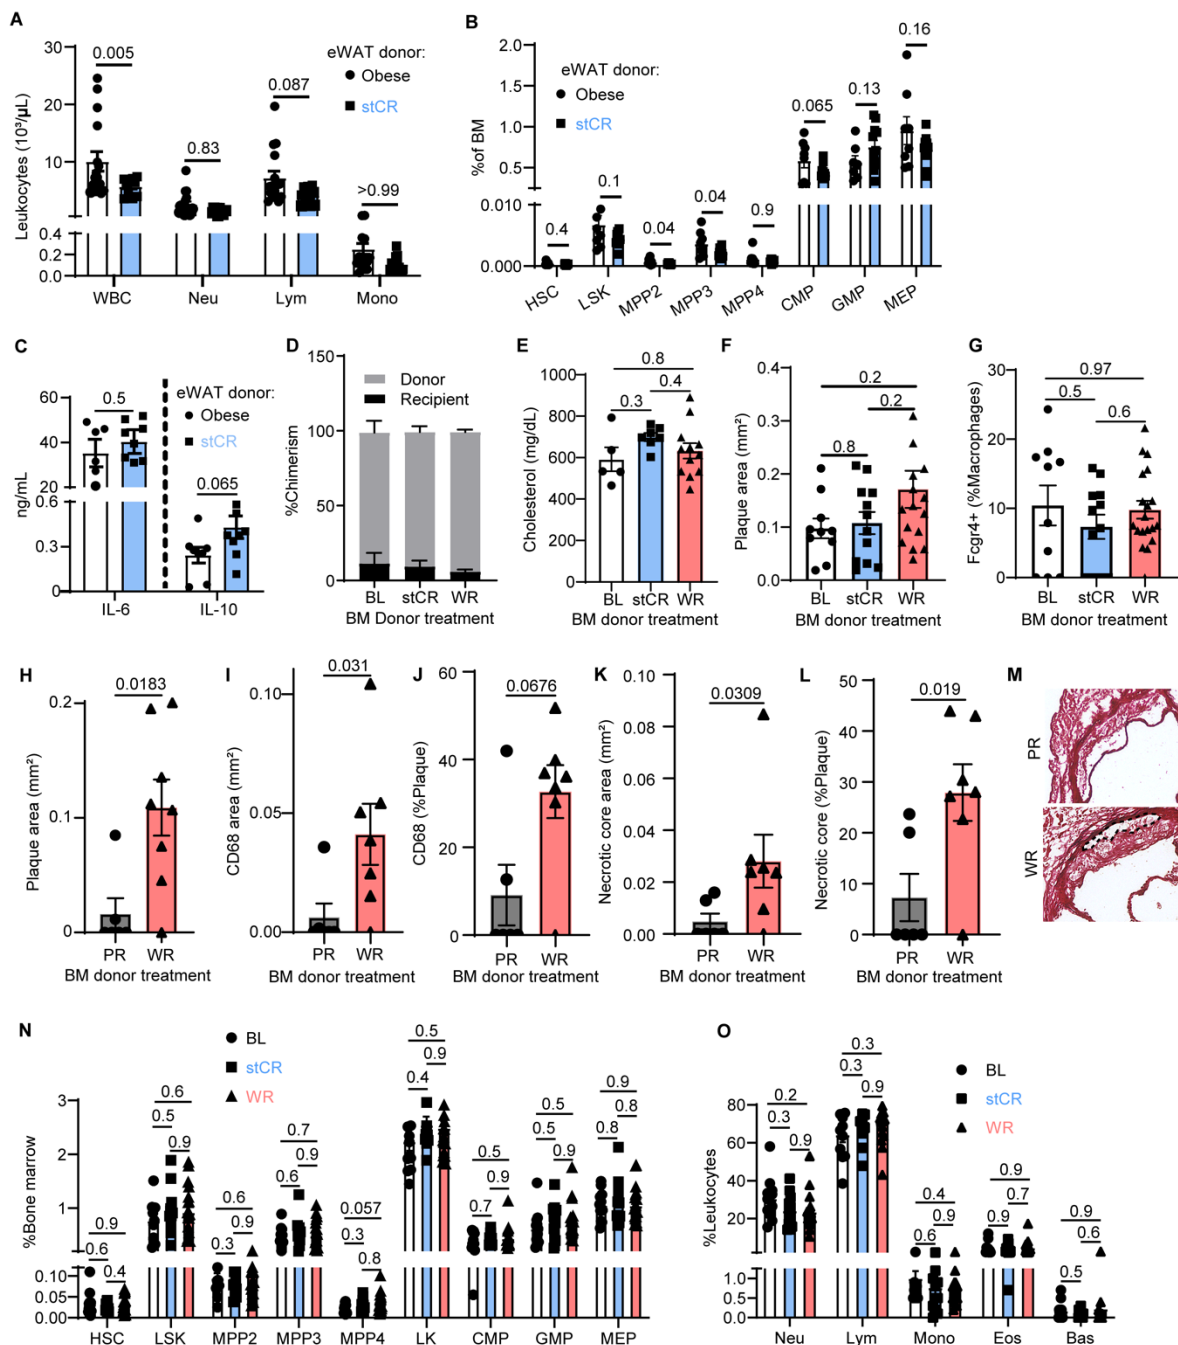 A
eWAT donor:
Obese
stCR
Leukocytes (10³/µL)
30
20
10
0.4
0.2
0.0
0.005
0.83
0.087
>0.99
WBC
Neu
Lym
Mono
B
eWAT donor:
Obese
stCR
%of BM
2.0
1.5
1.0
0.5
0.010
0.000
0.4
0.1
0.04
0.04
0.9
0.065
0.13
0.16
HSC
LSK
MPP2
MPP3
MPP4
CMP
GMP
MEP
C
eWAT donor:
Obese
stCR
ng/mL
60
40
20
0.6
0.3
0
0.5
0.065
IL-6
IL-10
D
%Chimerism
150
100
50
0
Donor
Recipient
BL
stCR
WR
BM Donor treatment
E
Cholesterol (mg/dL)
1000
800
600
400
200
0
0.8
0.4
0.3
BL
stCR
WR
BM donor treatment
F
Plaque area (mm²)
0.4
0.3
0.2
0.1
0.0
0.2
0.2
0.8
BL
stCR
WR
BM donor treatment
G
Fcgr4+ (%Macrophages)
30
20
10
0
0.97
0.5
0.6
BL
stCR
WR
BM donor treatment
H
Plaque area (mm²)
0.2
0.1
0
0.0183
PR
WR
BM donor treatment
I
CD68 area (mm²)
0.10
0.05
0.00
0.031
PR
WR
BM donor treatment
J
CD68 (%Plaque)
60
40
20
0
0.0676
PR
WR
BM donor treatment
K
Necrotic core area (mm²)
0.10
0.08
0.06
0.04
0.02
0.00
0.0309
PR
WR
BM donor treatment
L
Necrotic core (%Plaque)
50
40
30
20
10
0
0.019
PR
WR
BM donor treatment
M
PR
WR
N
BL
stCR
WR
%Bone marrow
3
2
1
0.10
0.05
0.00
0.9
0.6
0.4
0.6
0.5
0.9
0.6
0.3
0.9
0.7
0.6
0.9
0.057
0.3
0.8
0.5
0.4
0.9
0.5
0.7
0.9
0.5
0.5
0.9
0.9
0.8
0.8
HSC
LSK
MPP2
MPP3
MPP4
LK
CMP
GMP
MEP
O
BL
stCR
WR
%Leukocytes
80
60
40
20
1.0
0.5
0.0
0.2
0.3
0.9
0.3
0.3
0.9
0.4
0.6
0.9
0.9
0.9
0.7
0.9
0.6
0.5
Neu
Lym
Mono
Eos
Bas